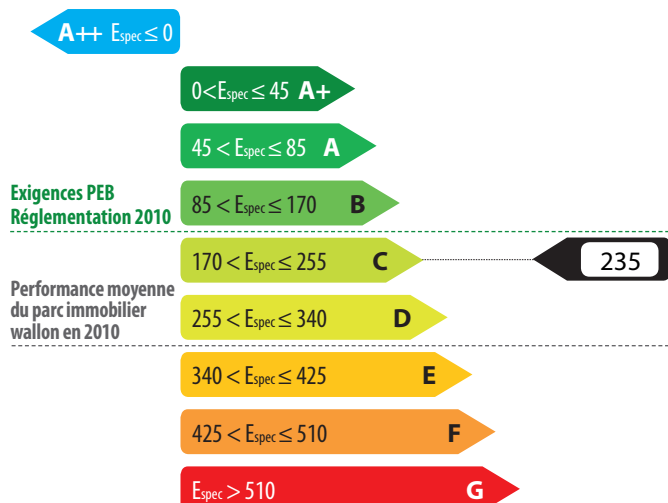 A++ Espec ≤ 0
0<Espec ≤ 45 A+
45 < Espec ≤ 85 A
Exigences PEB
Réglementation 2010
85 < Espec ≤ 170 B
170 < Espec ≤ 255 C
235
Performance moyenne
du parc immobilier
wallon en 2010
255 < Espec ≤ 340 D
340 < Espec ≤ 425 E
425 < Espec ≤ 510 F
Espec > 510 G